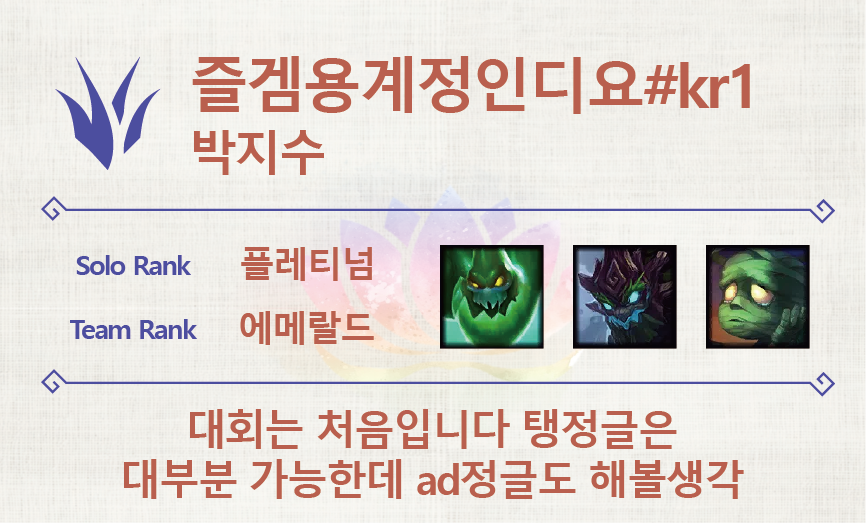 즐겜용계정인디요#kr1
박지수
Solo Rank 플레티넘
Team Rank 에메랄드
대회는 처음입니다 탱정글은
대부분 가능한데 ad정글도 해볼생각